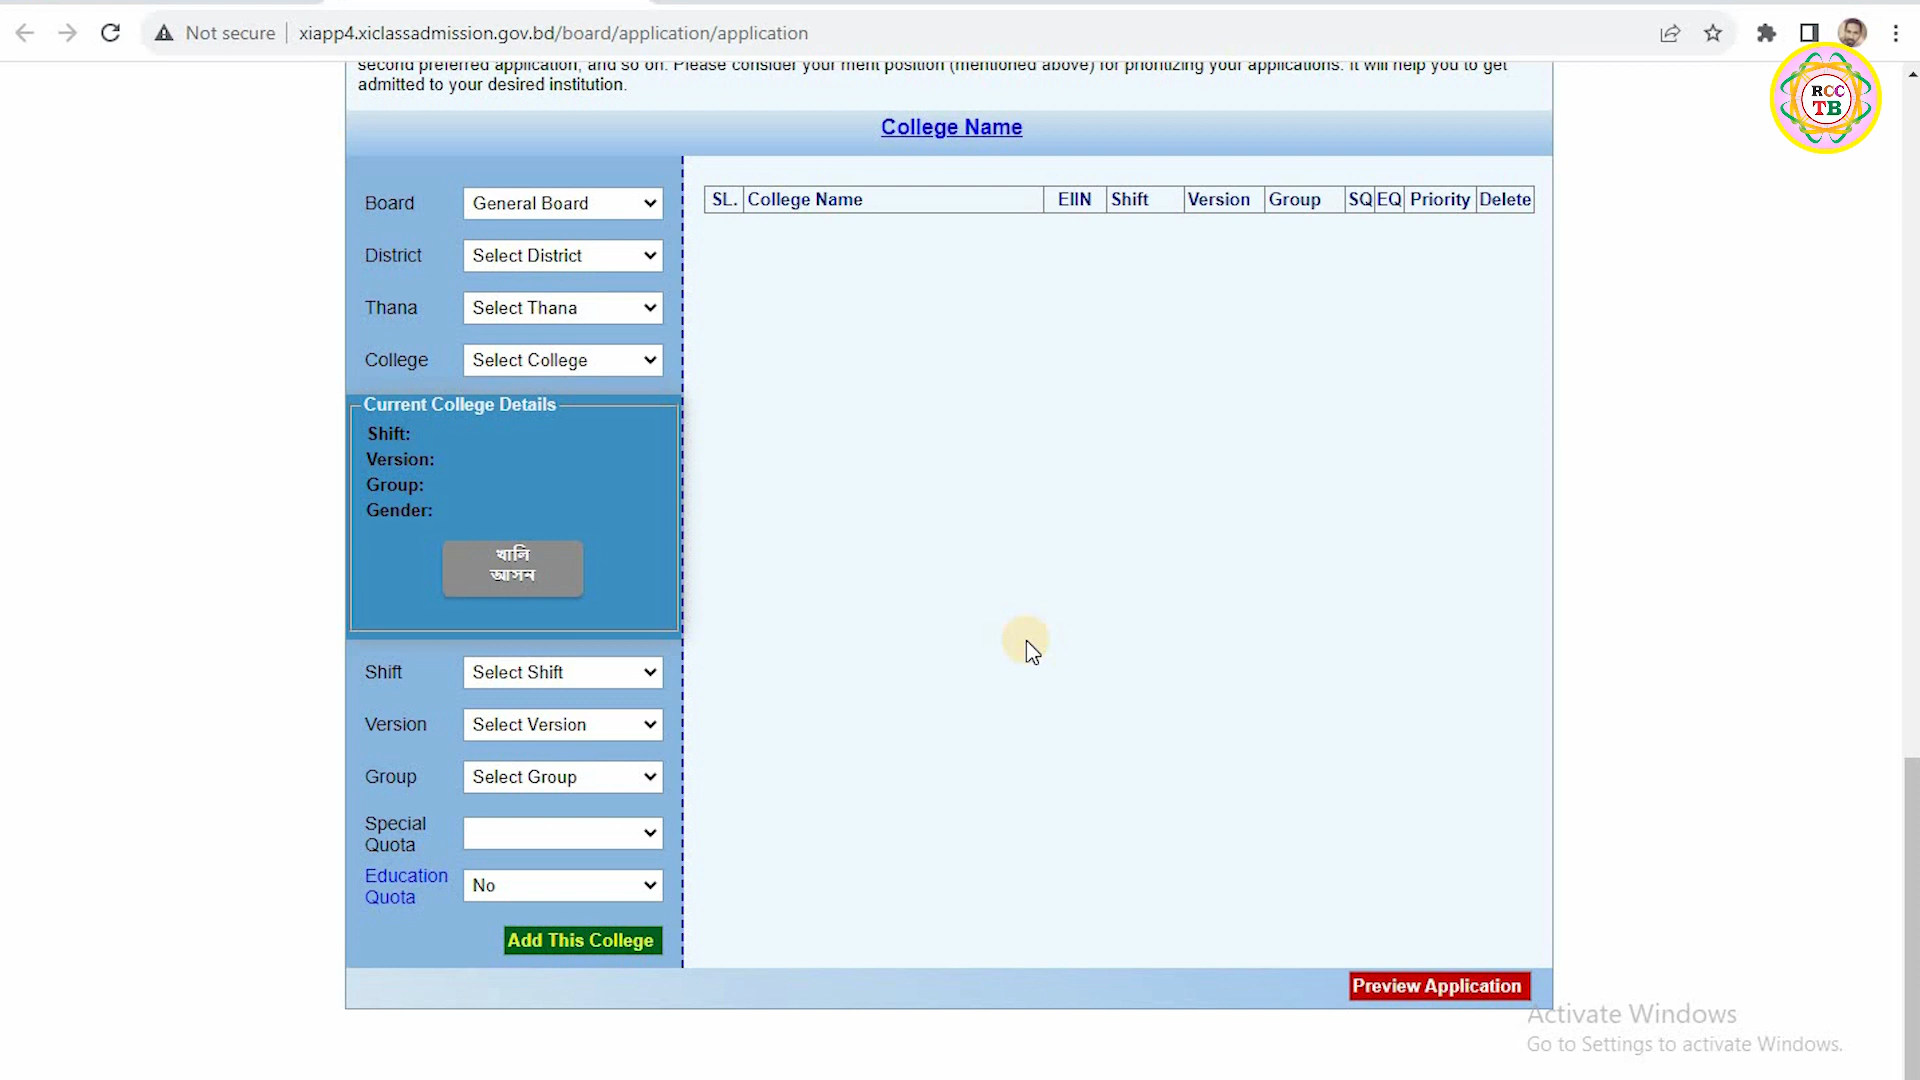 Not secure
xiapp4.xiclassadmission.gov.bd/board/application/application
second preferred application, and so on. Please consider your merit position (mentioned above) for prioritizing your applications. It will help you to get
admitted to your desired institution.
RCC
TB
College Name
Board General Board
District Select District
Thana Select Thana
College Select College
SL. College Name EIIN Shift Version Group SQ EQ Priority Delete
Current College Details
Shift:
Version:
Group:
Gender:
খালি
আসন
Shift Select Shift
Version Select Version
Group Select Group
Special
Quota
Education
Quota
No
Add This College
Preview Application
Activate Windows
Go to Settings to activate Windows.